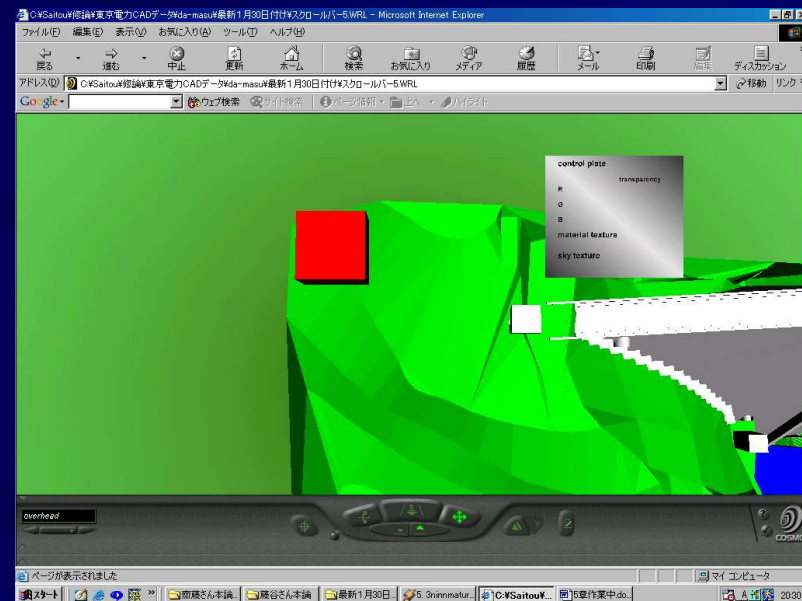 C:¥Saitou¥修論¥東京電力CADデータ¥da-masu¥最新1月30日付け¥スクロールバー5.WRL - Microsoft Internet Explorer
ファイル(F) 編集(E) 表示(V) お気に入り(A) ツール(T) ヘルプ(H)
戻る 進む 中止 更新 ホーム 検索 お気に入り メディア 履歴 メール 印刷 編集 ディスカッション
アドレス(D) C:¥Saitou¥修論¥東京電力CADデータ¥da-masu¥最新1月30日付け¥スクロールバー5.WRL 移動 リンク
Google ウェブ検索 サイト検索 ページ情報 上へ ハイライト
control plate
transparency
R
G
B
material texture
sky texture
overhead
COSMO
ページが表示されました マイ コンピュータ
スタート 齋藤さん本論 藤谷さん本論 最新1月30日... 5. 3ninnmatur... C:¥Saitou¥... 5章作業中.do... 20:30